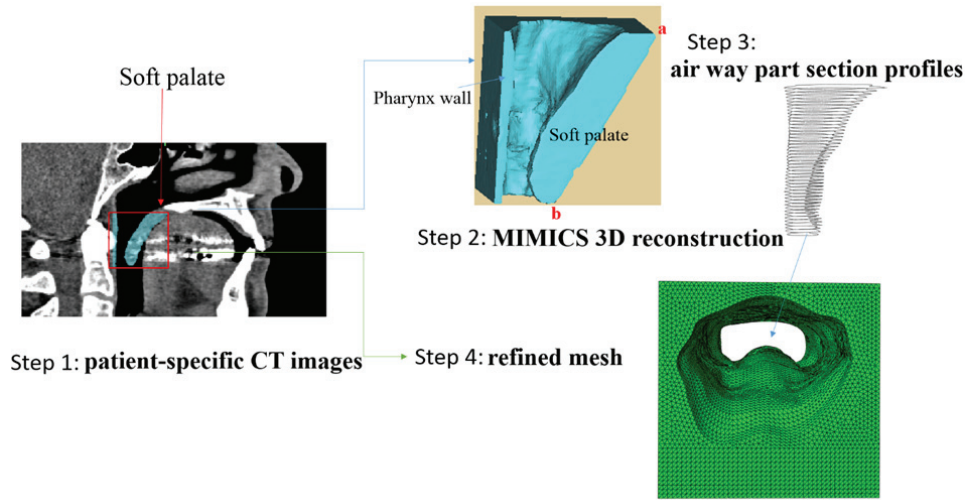 Soft palate
Step 1: patient-specific CT images
a
Pharynx wall
Soft palate
b
Step 2: MIMICS 3D reconstruction
Step 3:
air way part section profiles
Step 4: refined mesh